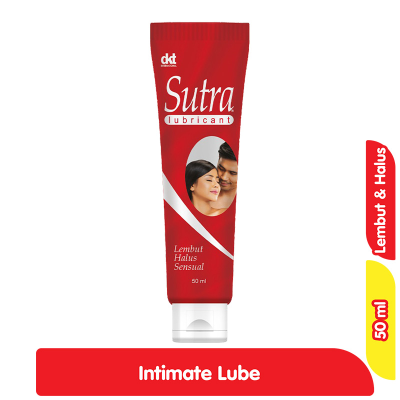 dkt
Sutra
lubricant
Lembut
Halus
Sensual
50 ml
Lembut & Halus
50 ml
Intimate Lube